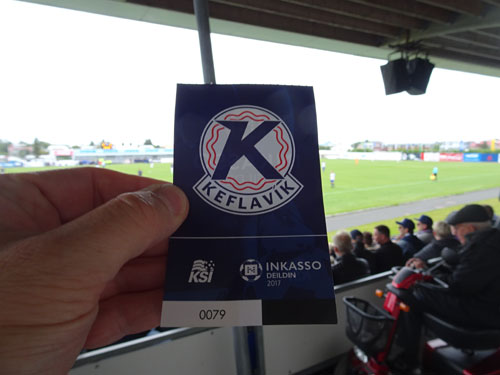 K
KEFLAVÍK
KSÍ
INKASSO
DEILDIN
2017
0079